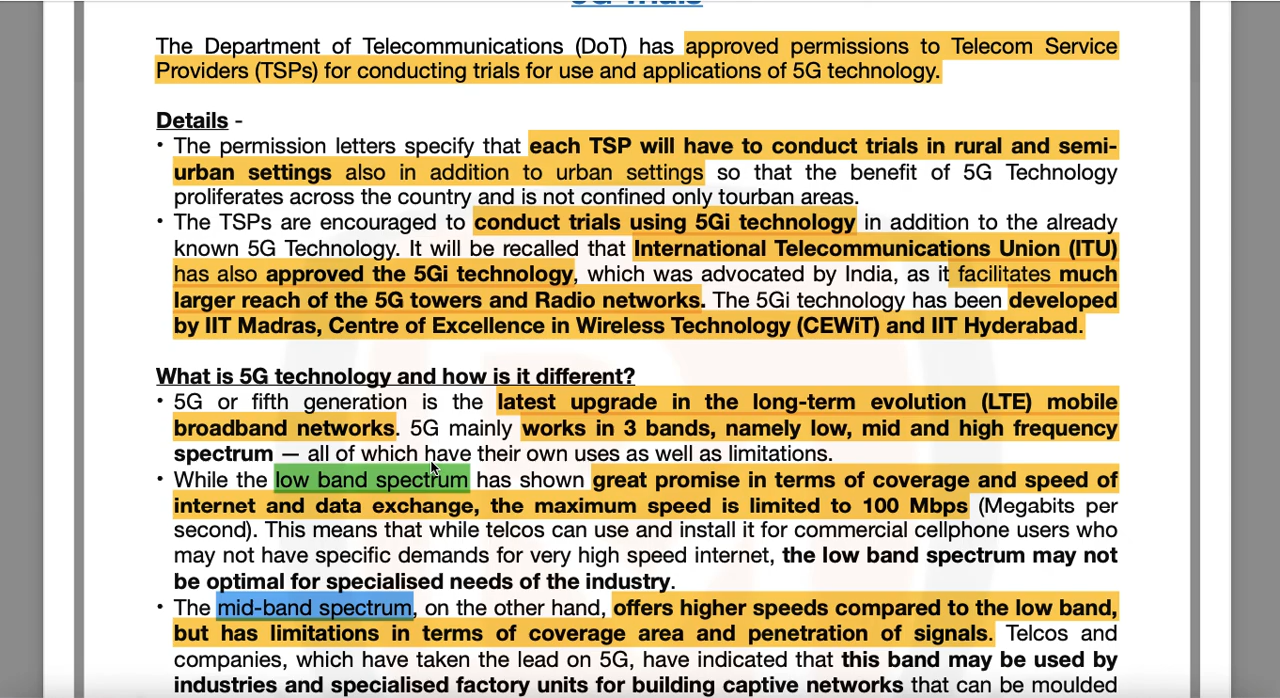 5G Trials
The Department of Telecommunications (DoT) has approved permissions to Telecom Service
Providers (TSPs) for conducting trials for use and applications of 5G technology.
Details -
• The permission letters specify that each TSP will have to conduct trials in rural and semi-
urban settings also in addition to urban settings so that the benefit of 5G Technology
proliferates across the country and is not confined only tourban areas.
• The TSPs are encouraged to conduct trials using 5Gi technology in addition to the already
known 5G Technology. It will be recalled that International Telecommunications Union (ITU)
has also approved the 5Gi technology, which was advocated by India, as it facilitates much
larger reach of the 5G towers and Radio networks. The 5Gi technology has been developed
by IIT Madras, Centre of Excellence in Wireless Technology (CEWiT) and IIT Hyderabad.
What is 5G technology and how is it different?
• 5G or fifth generation is the latest upgrade in the long-term evolution (LTE) mobile
broadband networks. 5G mainly works in 3 bands, namely low, mid and high frequency
spectrum — all of which have their own uses as well as limitations.
• While the low band spectrum has shown great promise in terms of coverage and speed of
internet and data exchange, the maximum speed is limited to 100 Mbps (Megabits per
second). This means that while telcos can use and install it for commercial cellphone users who
may not have specific demands for very high speed internet, the low band spectrum may not
be optimal for specialised needs of the industry.
• The mid-band spectrum, on the other hand, offers higher speeds compared to the low band,
but has limitations in terms of coverage area and penetration of signals. Telcos and
companies, which have taken the lead on 5G, have indicated that this band may be used by
industries and specialised factory units for building captive networks that can be moulded